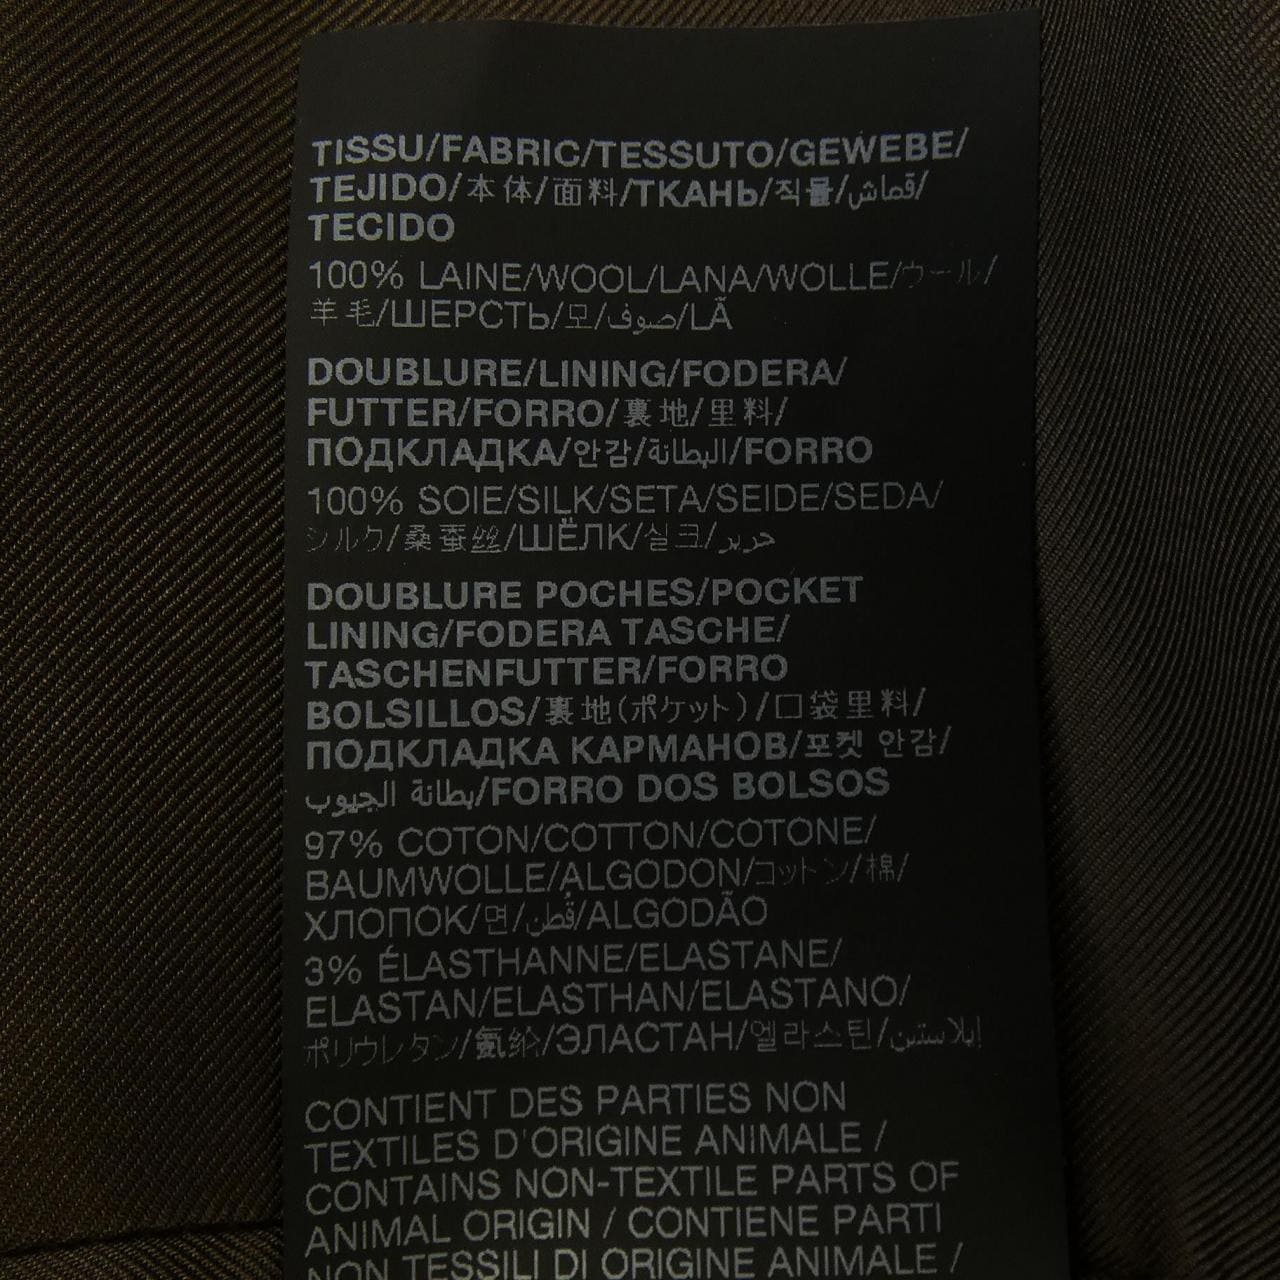 TISSU/FABRIC/TESSUTO/GEWEBE/
TEJIDO/本体/面料/ТКАНЬ/직물/قماش/
TECIDO
100% LAINE/WOOL/LANA/WOLLE/ウール/
羊毛/ШЕРСТЬ/모/صوف/LÃ
DOUBLURE/LINING/FODERA/
FUTTER/FORRO/裏地/里料/
ПОДКЛАДКА/안감/البطانة/FORRO
100% SOIE/SILK/SETA/SEIDE/SEDA/
シルク/桑蚕丝/ШЁЛК/실크/حرير
DOUBLURE POCHES/POCKET
LINING/FODERA TASCHE/
TASCHENFUTTER/FORRO
BOLSILLOS/裏地(ポケット)/口袋里料/
ПОДКЛАДКА КАРМАНОВ/포켓 안감/
بطانة الجيوب/FORRO DOS BOLSOS
97% COTON/COTTON/COTONE/
BAUMWOLLE/ALGODON/コットン/棉/
ХЛОПОК/면/قُطن/ALGODÃO
3% ÉLASTHANNE/ELASTANE/
ELASTAN/ELASTHAN/ELASTANO/
ポリウレタン/氨纶/ЭЛАСТАН/엘라스틴/إيلاستين
CONTIENT DES PARTIES NON
TEXTILES D'ORIGINE ANIMALE /
CONTAINS NON-TEXTILE PARTS OF
ANIMAL ORIGIN / CONTIENE PARTI
NON TESSILI DI ORIGINE ANIMALE /